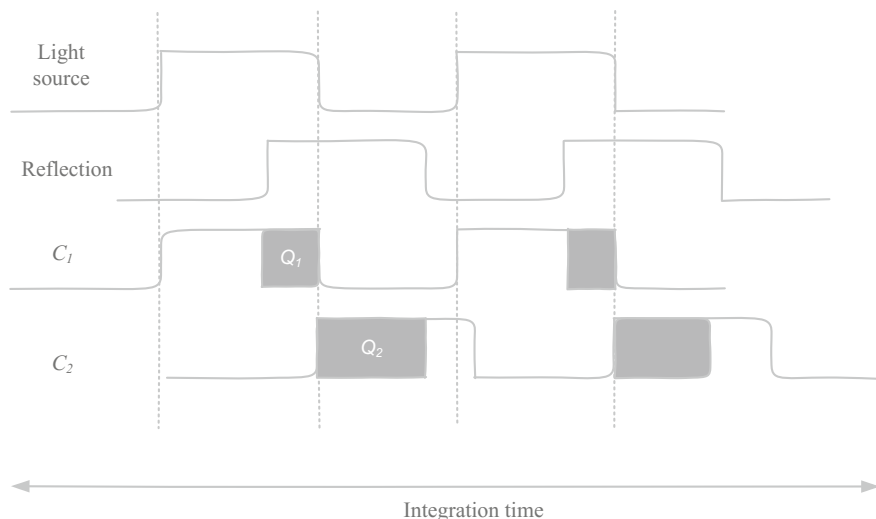 Light
source
Reflection
C1
Q1
C2
Q2
Integration time